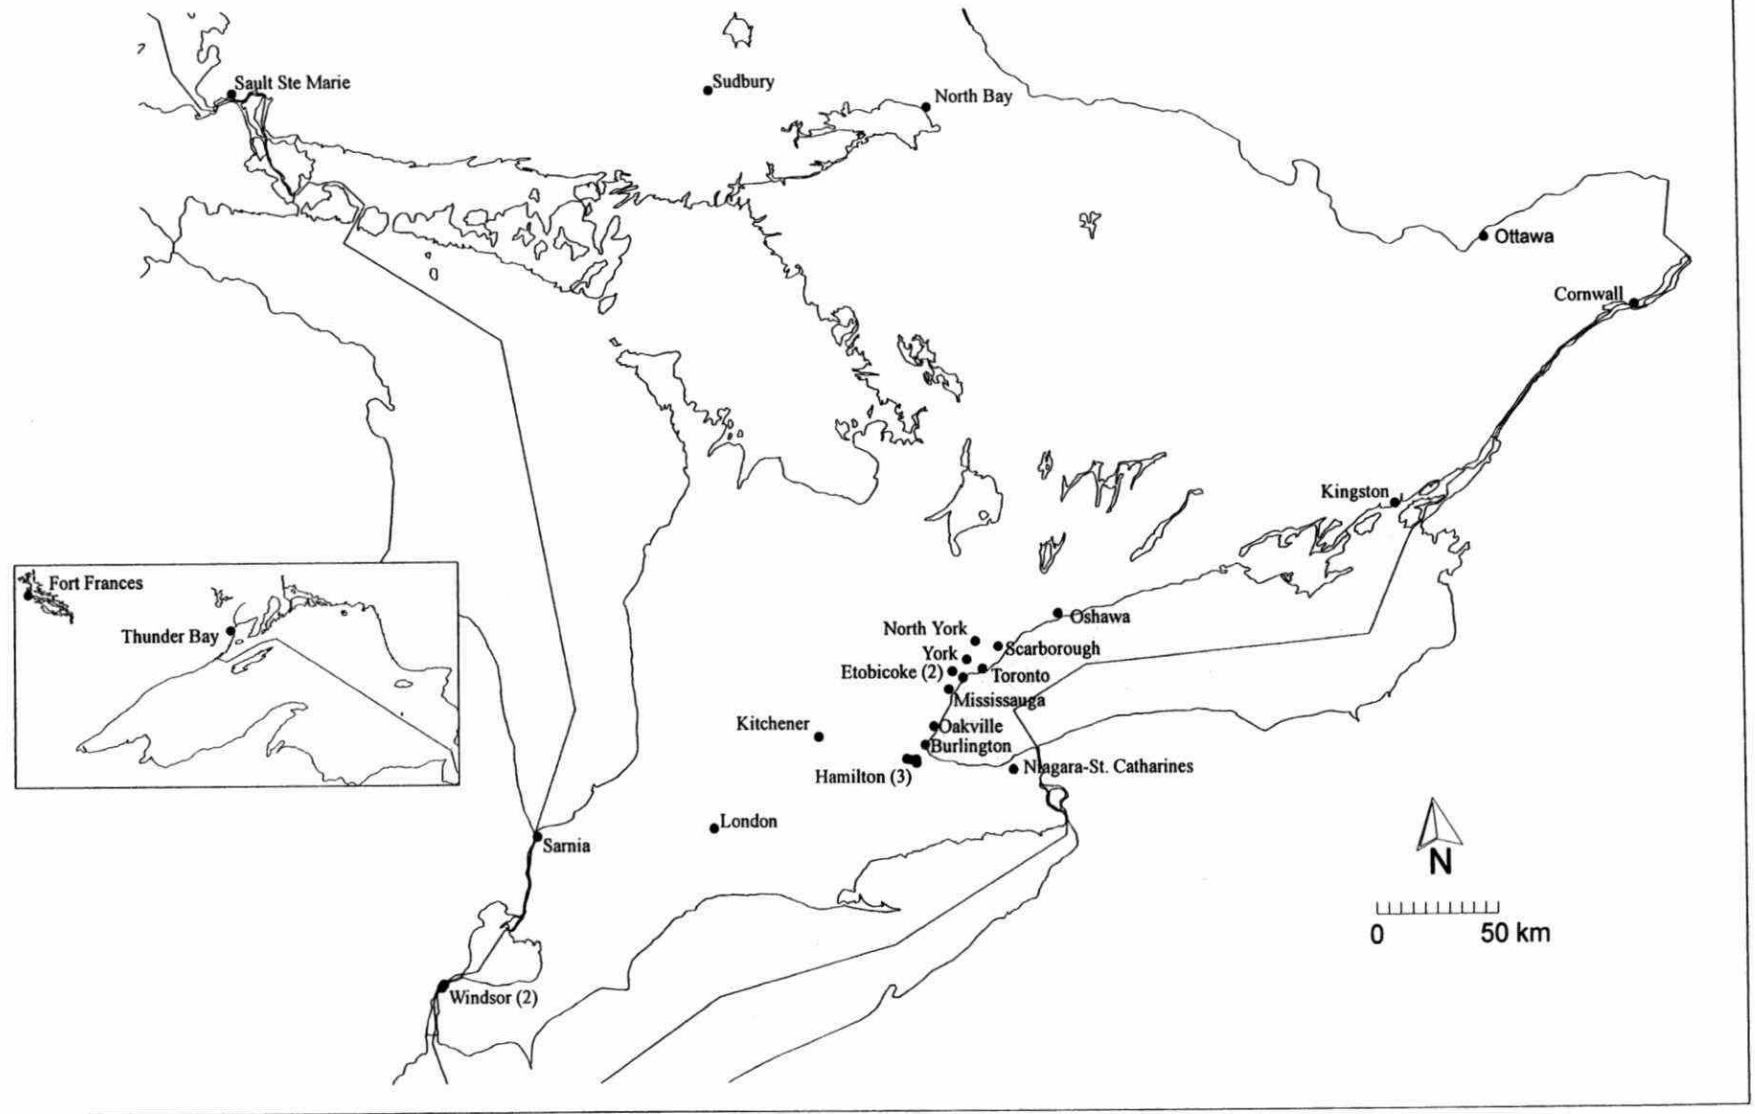 Sault Ste Marie
Sudbury
North Bay
Ottawa
Cornwall
Kingston
Fort Frances
Thunder Bay
Oshawa
North York
Scarborough
York
Etobicoke (2)
Toronto
Mississauga
Kitchener
Oakville
Burlington
Hamilton (3)
Niagara-St. Catharines
London
Sarnia
N
0 50 km
Windsor (2)